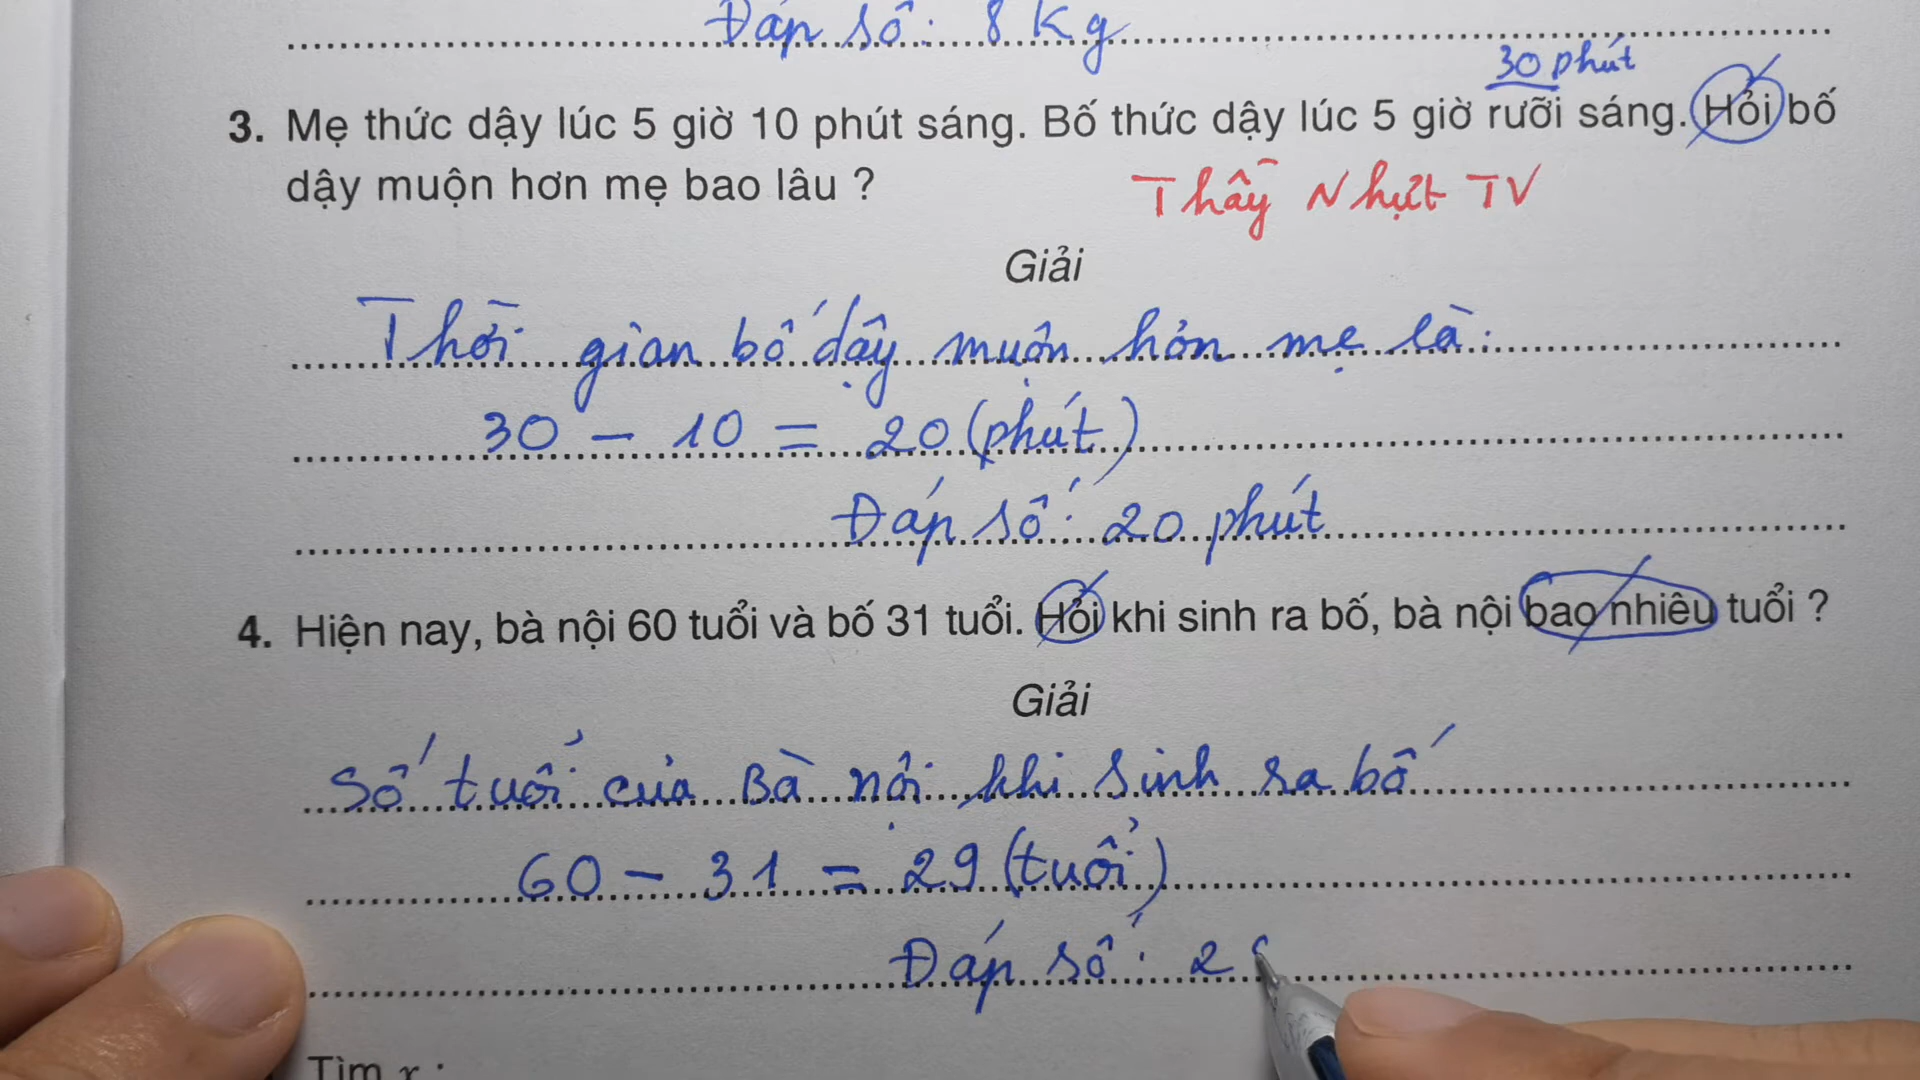 Đáp số: 8 kg
30 phút
3. Mẹ thức dậy lúc 5 giờ 10 phút sáng. Bố thức dậy lúc 5 giờ rưỡi sáng. Hỏi bố
dậy muộn hơn mẹ bao lâu ?
Thầy Nhựt TV
Giải
Thời gian bố dậy muộn hơn mẹ là:
30 - 10 = 20 (phút)
Đáp số: 20 phút
4. Hiện nay, bà nội 60 tuổi và bố 31 tuổi. Hỏi khi sinh ra bố, bà nội bao nhiêu tuổi ?
Giải
Số tuổi của Bà nội khi sinh ra bố
60 - 31 = 29 (tuổi)
Đáp số: 2
Tìm x :